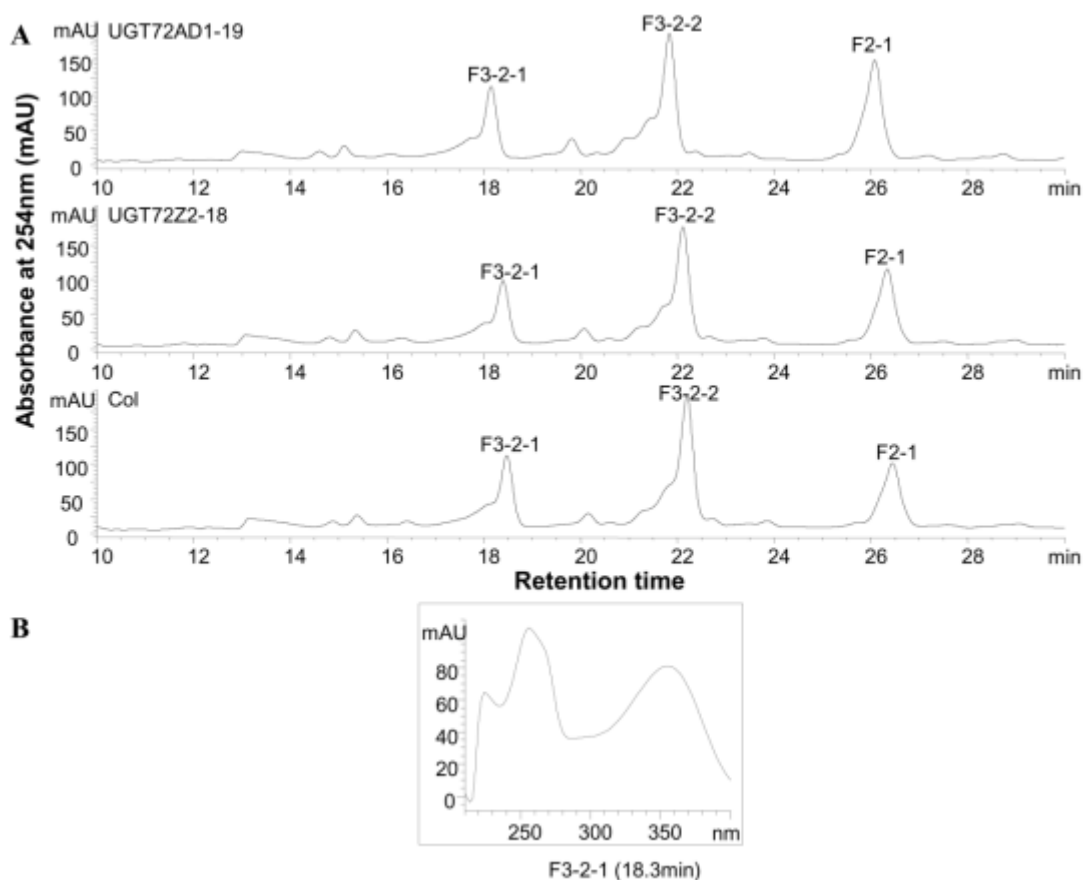 A
mAU UGT72AD1-19
F3-2-1
F3-2-2
F2-1
150
100
50
0
10 12 14 16 18 20 22 24 26 28 min
mAU UGT72Z2-18
F3-2-1
F3-2-2
F2-1
150
100
50
0
10 12 14 16 18 20 22 24 26 28 min
mAU Col
F3-2-1
F3-2-2
F2-1
150
100
50
0
10 12 14 16 18 20 22 24 26 28 min
Absorbance at 254nm (mAU)
Retention time
B
mAU
80
60
40
20
0
250 300 350 nm
F3-2-1 (18.3min)